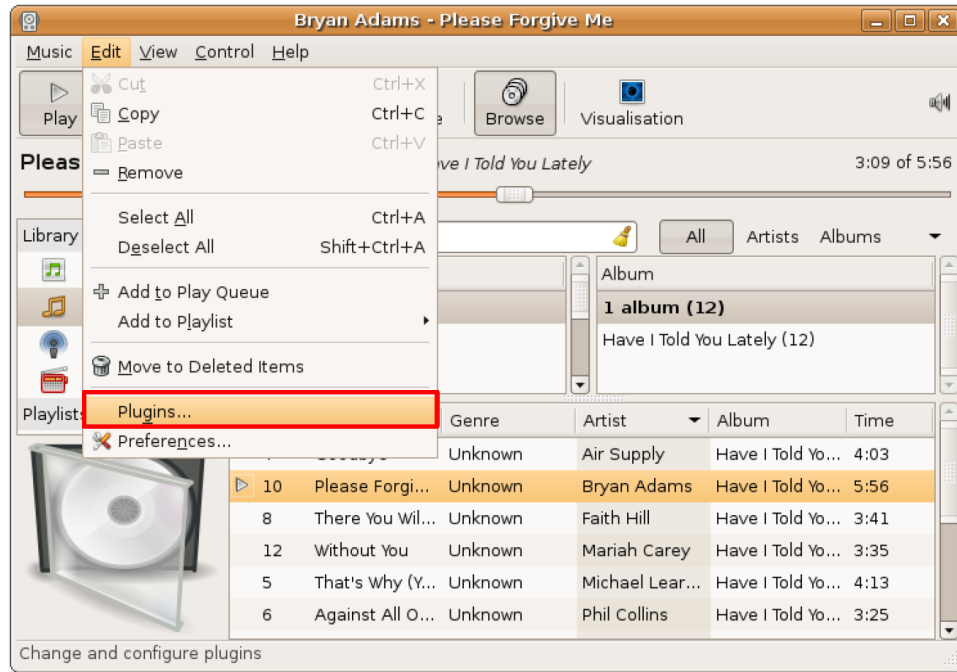 Bryan Adams - Please Forgive Me
Music Edit View Control Help
Play Browse Visualisation
Cut Ctrl+X
Copy Ctrl+C
Paste Ctrl+V
Remove
Select All Ctrl+A
Deselect All Shift+Ctrl+A
Add to Play Queue
Add to Playlist
Move to Deleted Items
Plugins...
Preferences...
Pleas ve I Told You Lately 3:09 of 5:56
Library All Artists Albums
Album
1 album (12)
Have I Told You Lately (12)
Playlist
Genre Artist Album Time
Unknown Air Supply Have I Told Yo... 4:03
10 Please Forgi... Unknown Bryan Adams Have I Told Yo... 5:56
8 There You Wil... Unknown Faith Hill Have I Told Yo... 3:41
12 Without You Unknown Mariah Carey Have I Told Yo... 3:35
5 That's Why (Y... Unknown Michael Lear... Have I Told Yo... 4:13
6 Against All O... Unknown Phil Collins Have I Told Yo... 3:25
Change and configure plugins